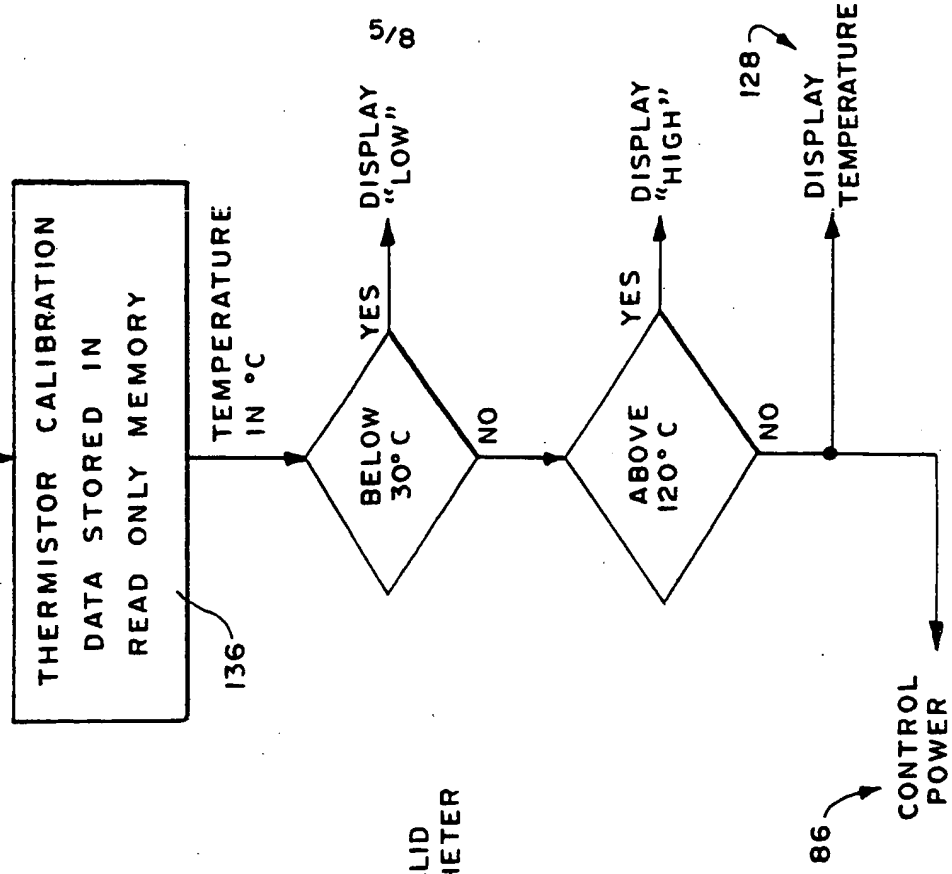 5/8
THERMISTOR CALIBRATION
DATA STORED IN
READ ONLY MEMORY
136
TEMPERATURE
IN °C
BELOW
30°C
YES
DISPLAY
"LOW"
NO
ABOVE
120°C
YES
DISPLAY
"HIGH"
NO
128
DISPLAY
TEMPERATURE
86
CONTROL
POWER